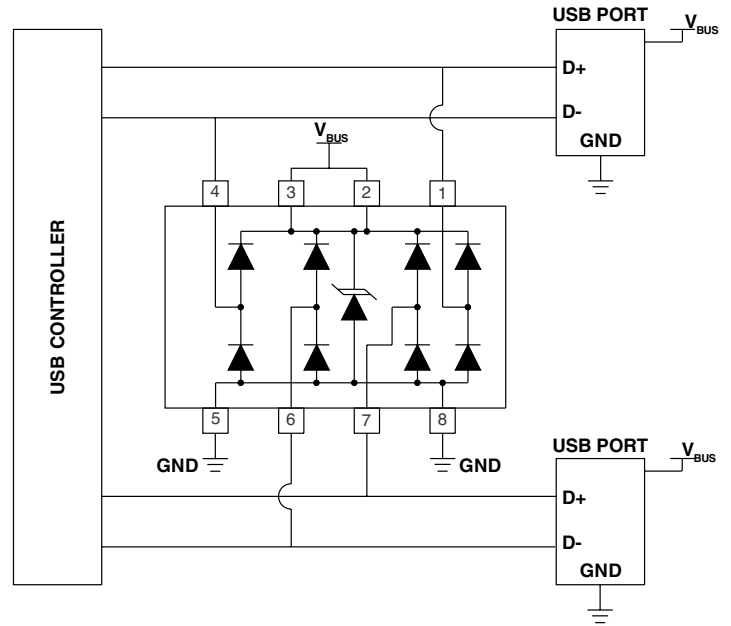 USB PORT
VBUS
D+
D-
GND
VBUS
4
3
2
1
USB CONTROLLER
5
6
7
8
GND
GND
USB PORT
VBUS
D+
D-
GND